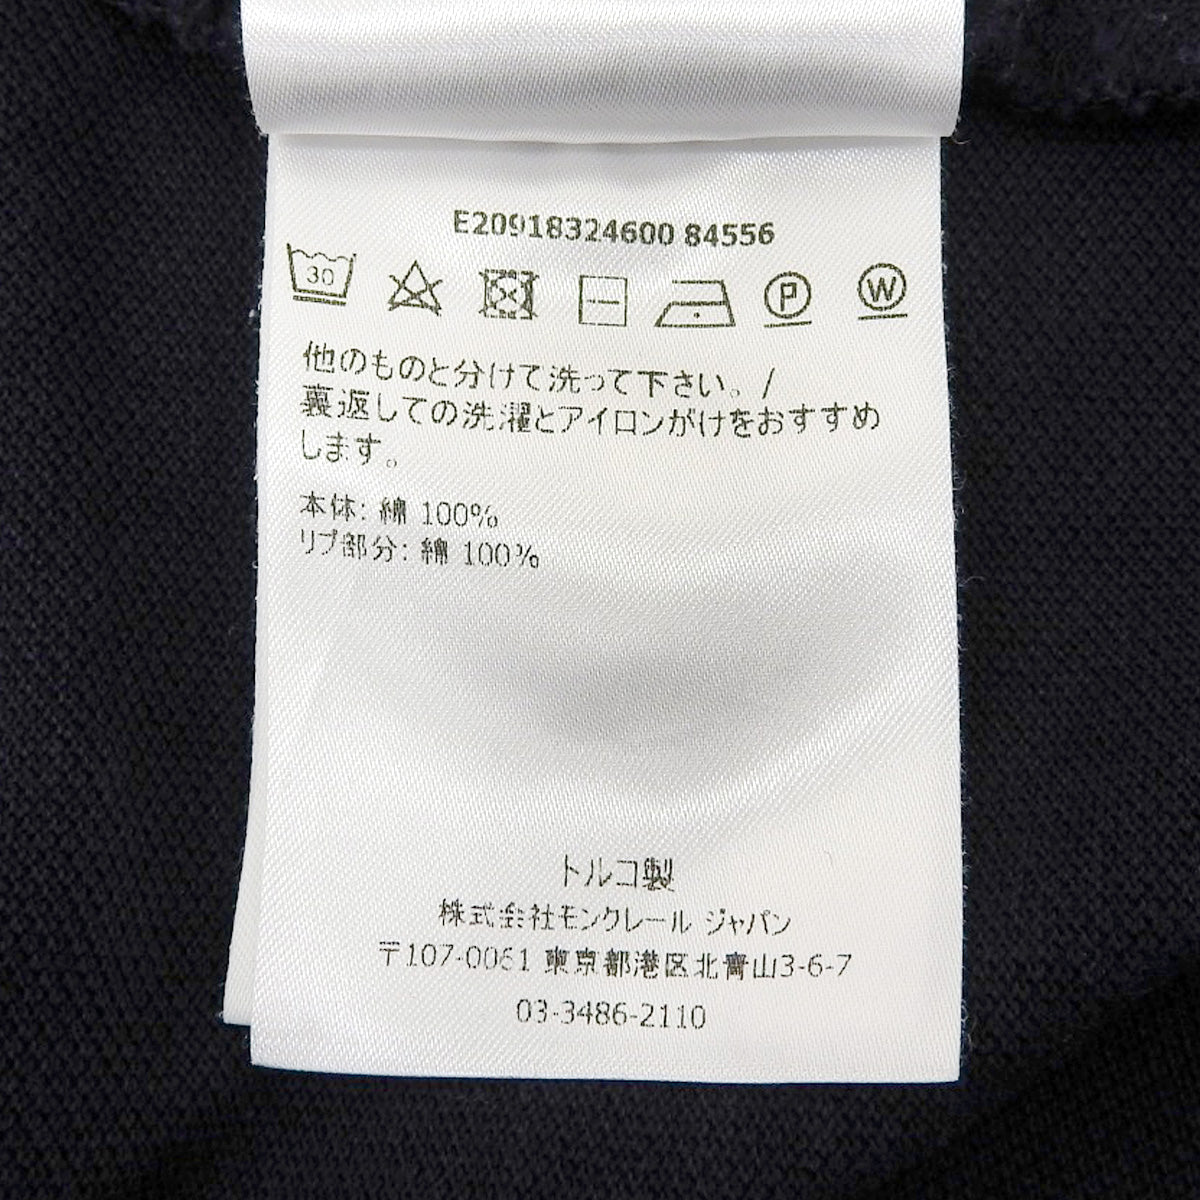 E20918324600 84556
30 P W
他のものと分けて洗って下さい。/
裏返しての洗濯とアイロンがけをおすすめ
します。
本体: 綿 100%
リブ部分: 綿 100%
トルコ製
株式会社モンクレール ジャパン
〒107-0061 東京都港区北青山3-6-7
03-3486-2110